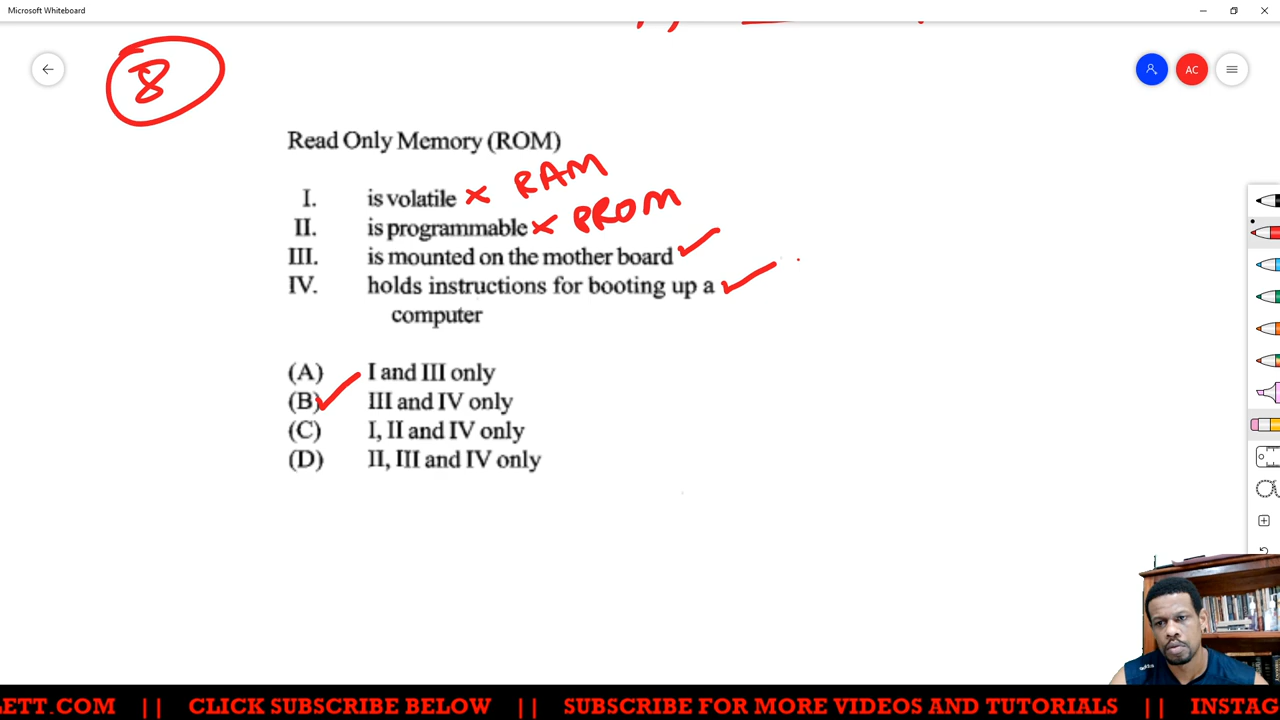 Microsoft Whiteboard
8
AC
Read Only Memory (ROM)
I. is volatile × RAM
II. is programmable × PROM
III. is mounted on the mother board ✓
IV. holds instructions for booting up a ✓
computer
(A) I and III only
(B) ✓ III and IV only
(C) I, II and IV only
(D) II, III and IV only
LETT.COM || CLICK SUBSCRIBE BELOW || SUBSCRIBE FOR MORE VIDEOS AND TUTORIALS || INSTAG